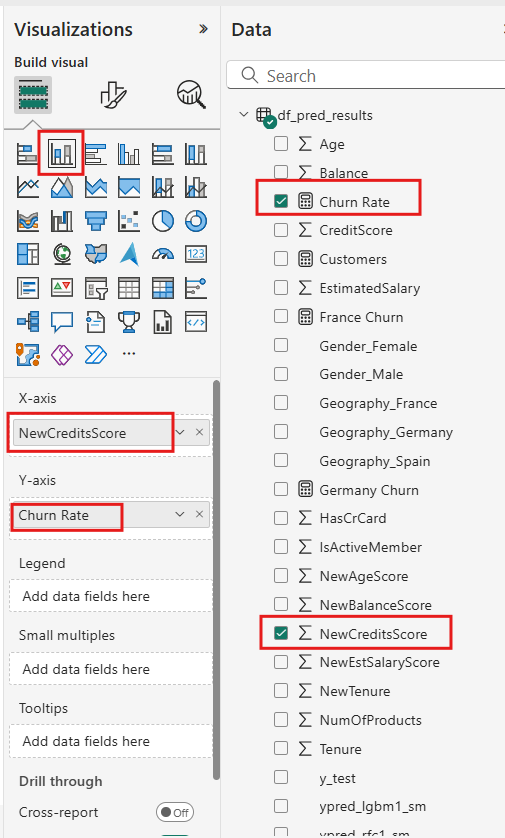 Visualizations
Build visual
123
X-axis
NewCreditsScore
Y-axis
Churn Rate
Legend
Add data fields here
Small multiples
Add data fields here
Tooltips
Add data fields here
Drill through
Cross-report
Off
Data
Search
df_pred_results
Age
Balance
Churn Rate
CreditScore
Customers
EstimatedSalary
France Churn
Gender_Female
Gender_Male
Geography_France
Geography_Germany
Geography_Spain
Germany Churn
HasCrCard
IsActiveMember
NewAgeScore
NewBalanceScore
NewCreditsScore
NewEstSalaryScore
NewTenure
NumOfProducts
Tenure
y_test
ypred_lgbm1_sm
ypred_rfc1_sm